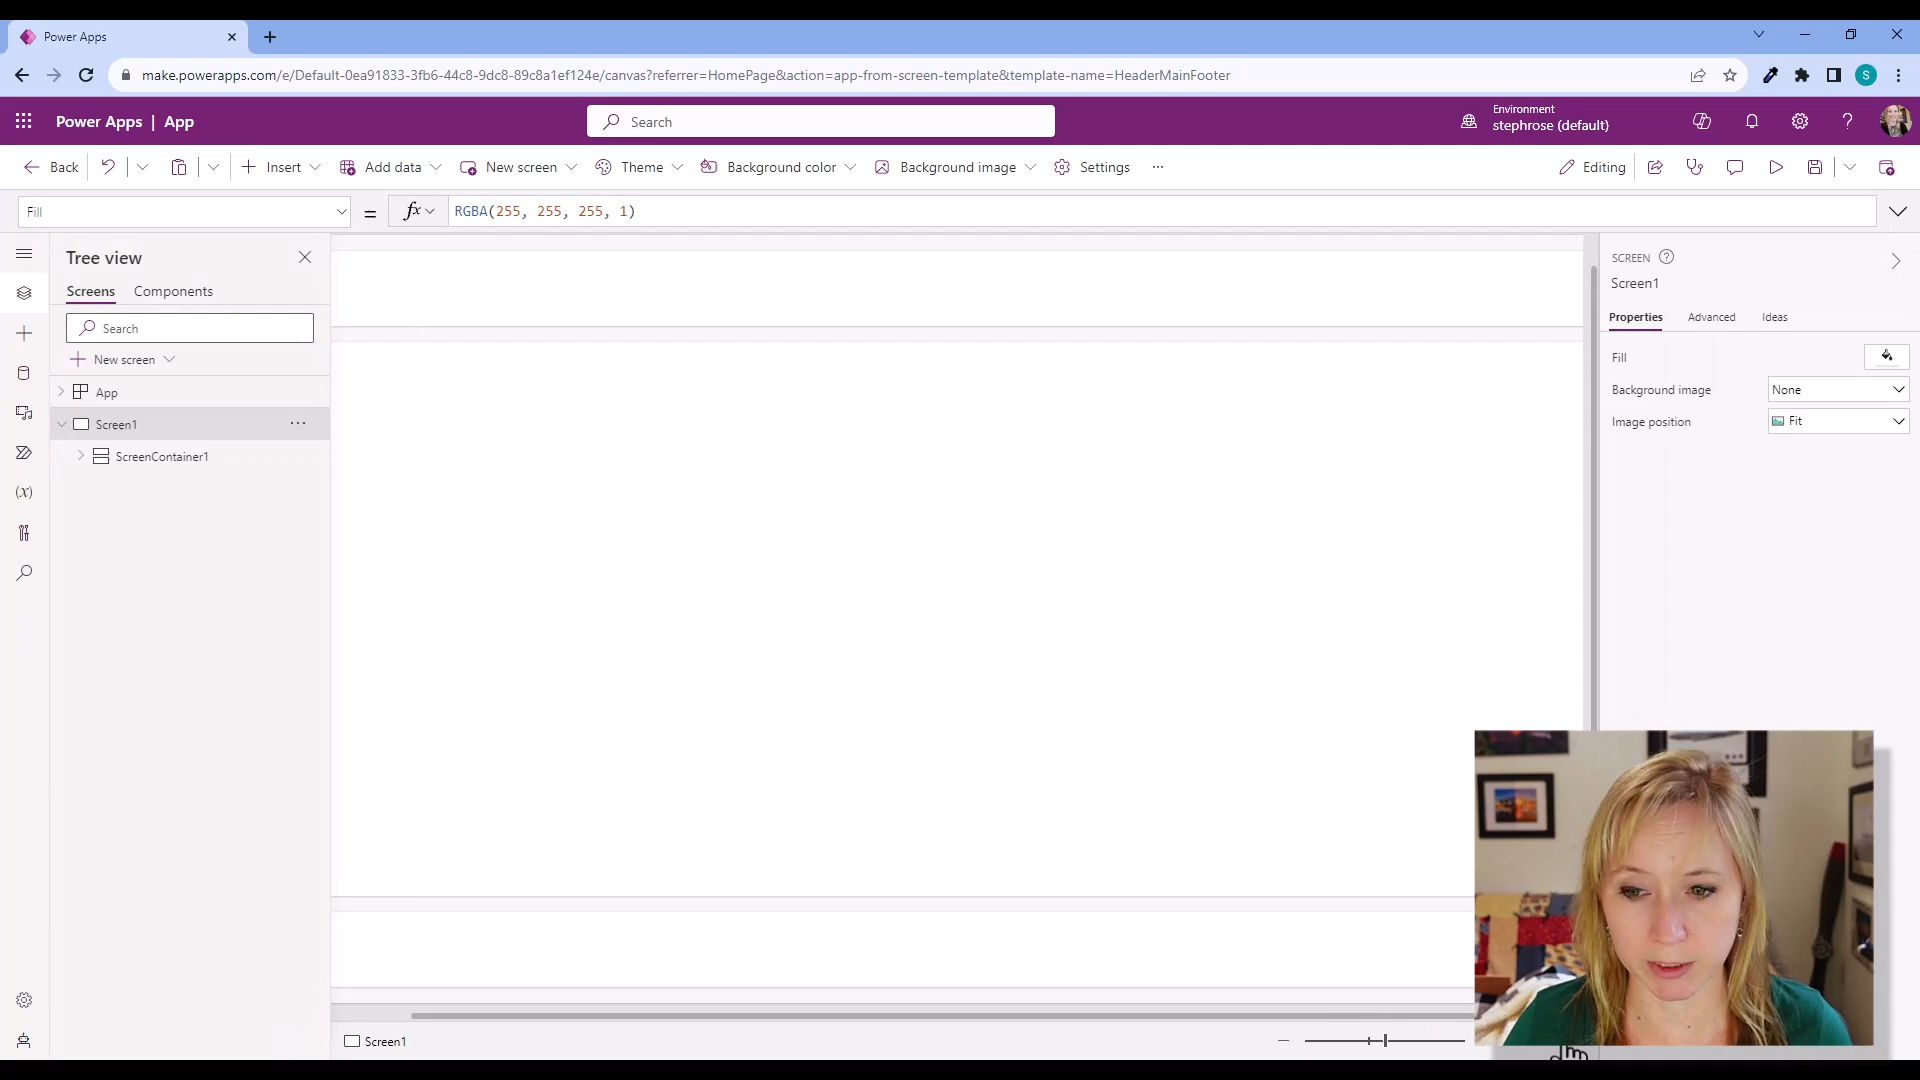 Power Apps
make.powerapps.com/e/Default-0ea91833-3fb6-44c8-9dc8-89c8a1ef124e/canvas?referrer=HomePage&action=app-from-screen-template&template-name=HeaderMainFooter
S
Power Apps | App
Search
Environment
stephrose (default)
Back
Insert
Add data
New screen
Theme
Background color
Background image
Settings
Editing
Fill
=
fx
RGBA(255, 255, 255, 1)
Tree view
Screens
Components
Search
New screen
App
Screen1
ScreenContainer1
(x)
SCREEN
Screen1
Properties
Advanced
Ideas
Fill
Background image
None
Image position
Fit
Screen1